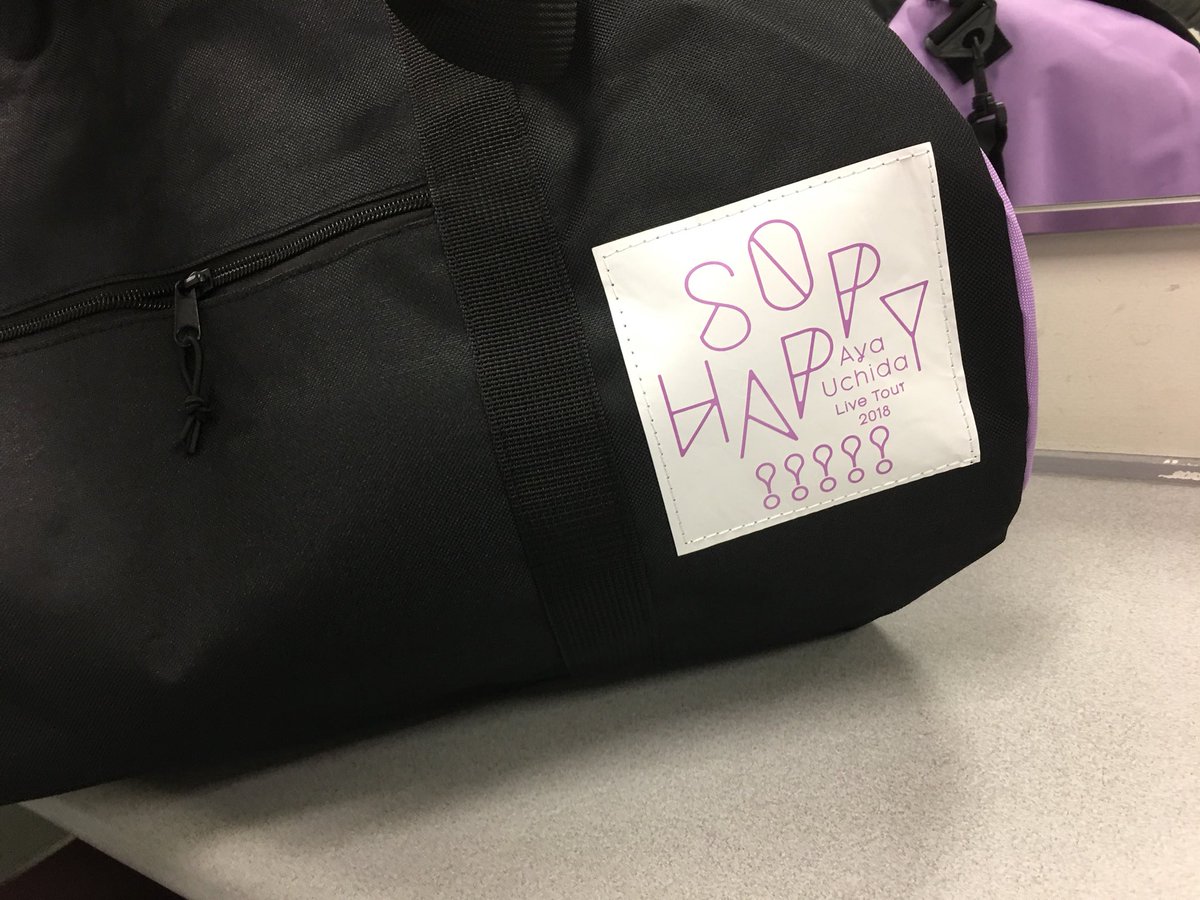 SO
HAPPY
Aya
Uchida
Live Tour
2018
!!!!!